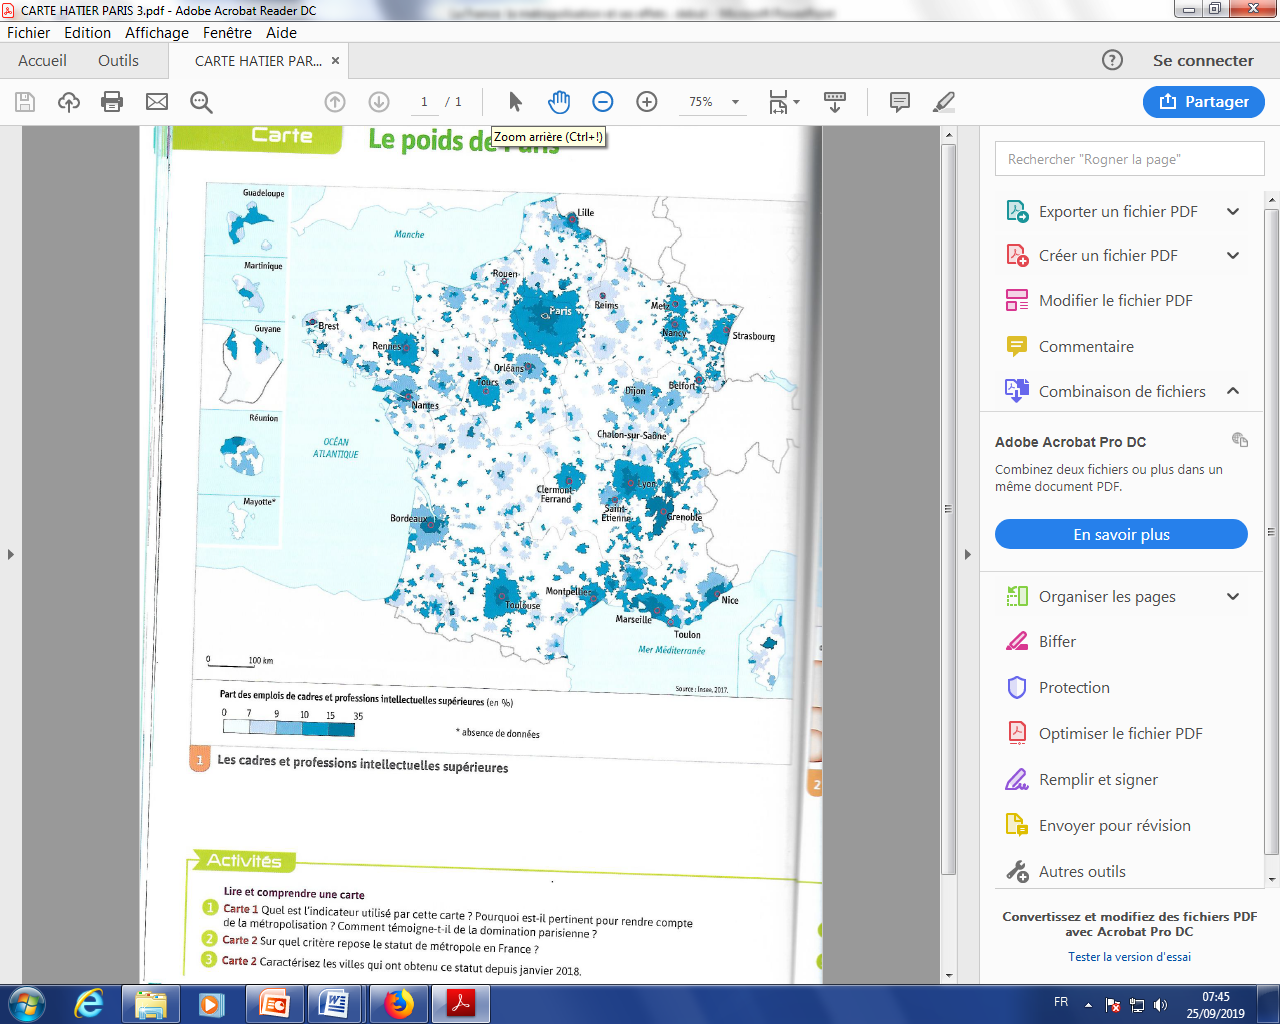 CARTE HATIER PARIS 3.pdf - Adobe Acrobat Reader DC
Fichier Edition Affichage Fenêtre Aide
Accueil Outils CARTE HATIER PAR... × Se connecter
1 / 1 75% Partager
Zoom arrière (Ctrl+!)
Carte Le poids de Paris
Guadeloupe
Martinique
Guyane
Réunion
Mayotte*
Manche
Lille
Rouen
Reims
Paris
Metz
Nancy
Strasbourg
Brest
Rennes
Orléans
Tours
Nantes
Dijon
Belfort
Chalon-sur-Saône
OCÉAN
ATLANTIQUE
Clermont-
Ferrand
Lyon
Saint-
Étienne
Grenoble
Bordeaux
Toulouse
Montpellier
Marseille
Toulon
Nice
Mer Méditerranée
0 100 km
Source : Insee, 2017.
Part des emplois de cadres et professions intellectuelles supérieures (en %)
0 7 9 10 15 35
* absence de données
1 Les cadres et professions intellectuelles supérieures
2
Activités
Lire et comprendre une carte
1 Carte 1 Quel est l'indicateur utilisé par cette carte ? Pourquoi est-il pertinent pour rendre compte
de la métropolisation ? Comment témoigne-t-il de la domination parisienne ?
2 Carte 2 Sur quel critère repose le statut de métropole en France ?
3 Carte 2 Caractérisez les villes qui ont obtenu ce statut depuis janvier 2018.
Rechercher "Rogner la page"
Exporter un fichier PDF
Créer un fichier PDF
Modifier le fichier PDF
Commentaire
Combinaison de fichiers
Adobe Acrobat Pro DC
Combinez deux fichiers ou plus dans un
même document PDF.
En savoir plus
Organiser les pages
Biffer
Protection
Optimiser le fichier PDF
Remplir et signer
Envoyer pour révision
Autres outils
Convertissez et modifiez des fichiers PDF
avec Acrobat Pro DC
Tester la version d'essai
FR
07:45
25/09/2019